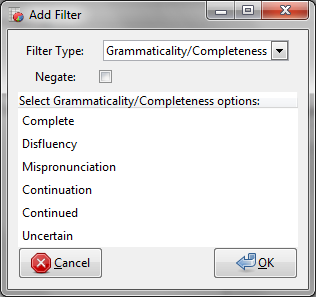 Add Filter
Filter Type: Grammaticality/Completeness
Negate:
Select Grammaticality/Completeness options:
Complete
Disfluency
Mispronunciation
Continuation
Continued
Uncertain
Cancel OK